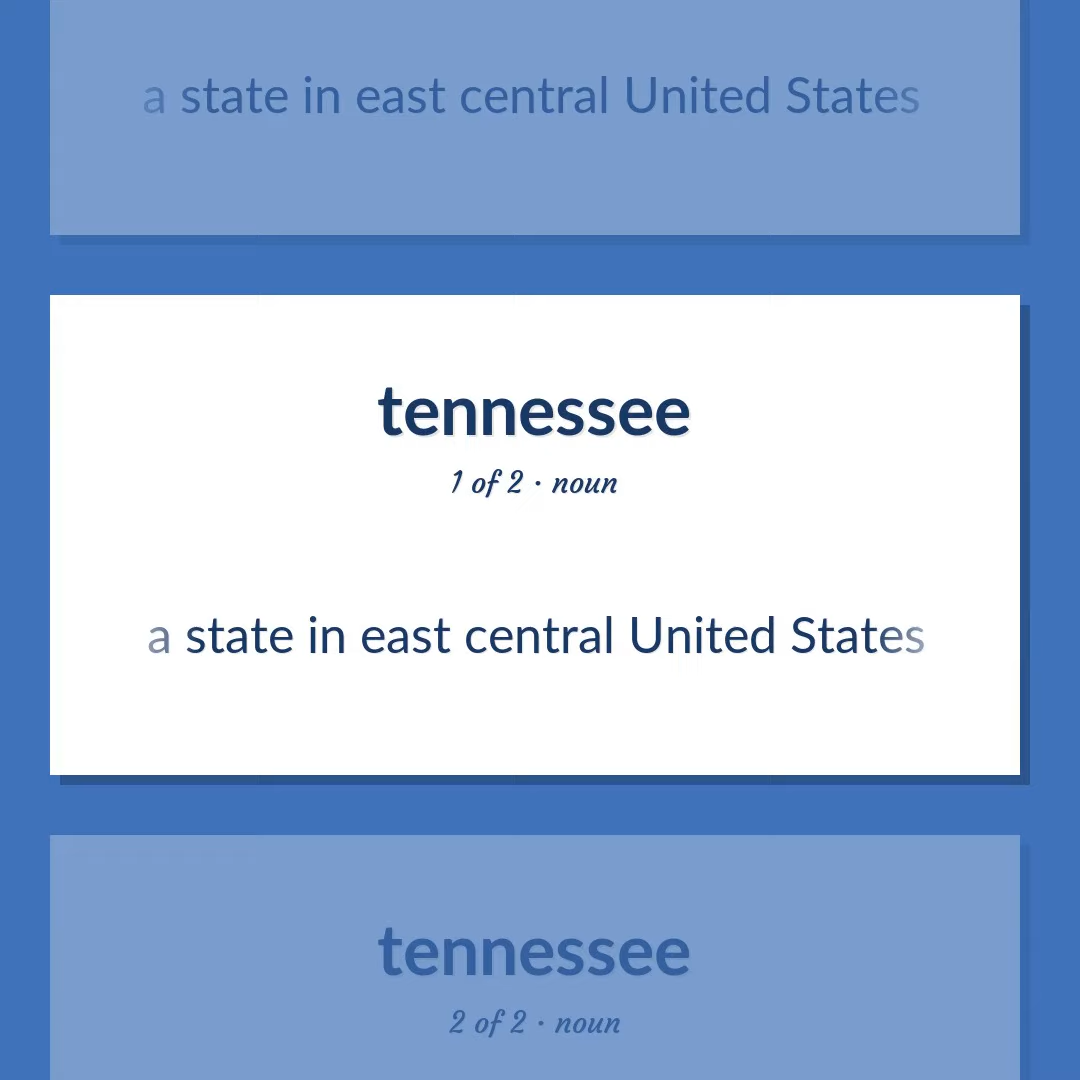 a state in east central United States
tennessee
1 of 2 · noun
a state in east central United States
tennessee
2 of 2 · noun